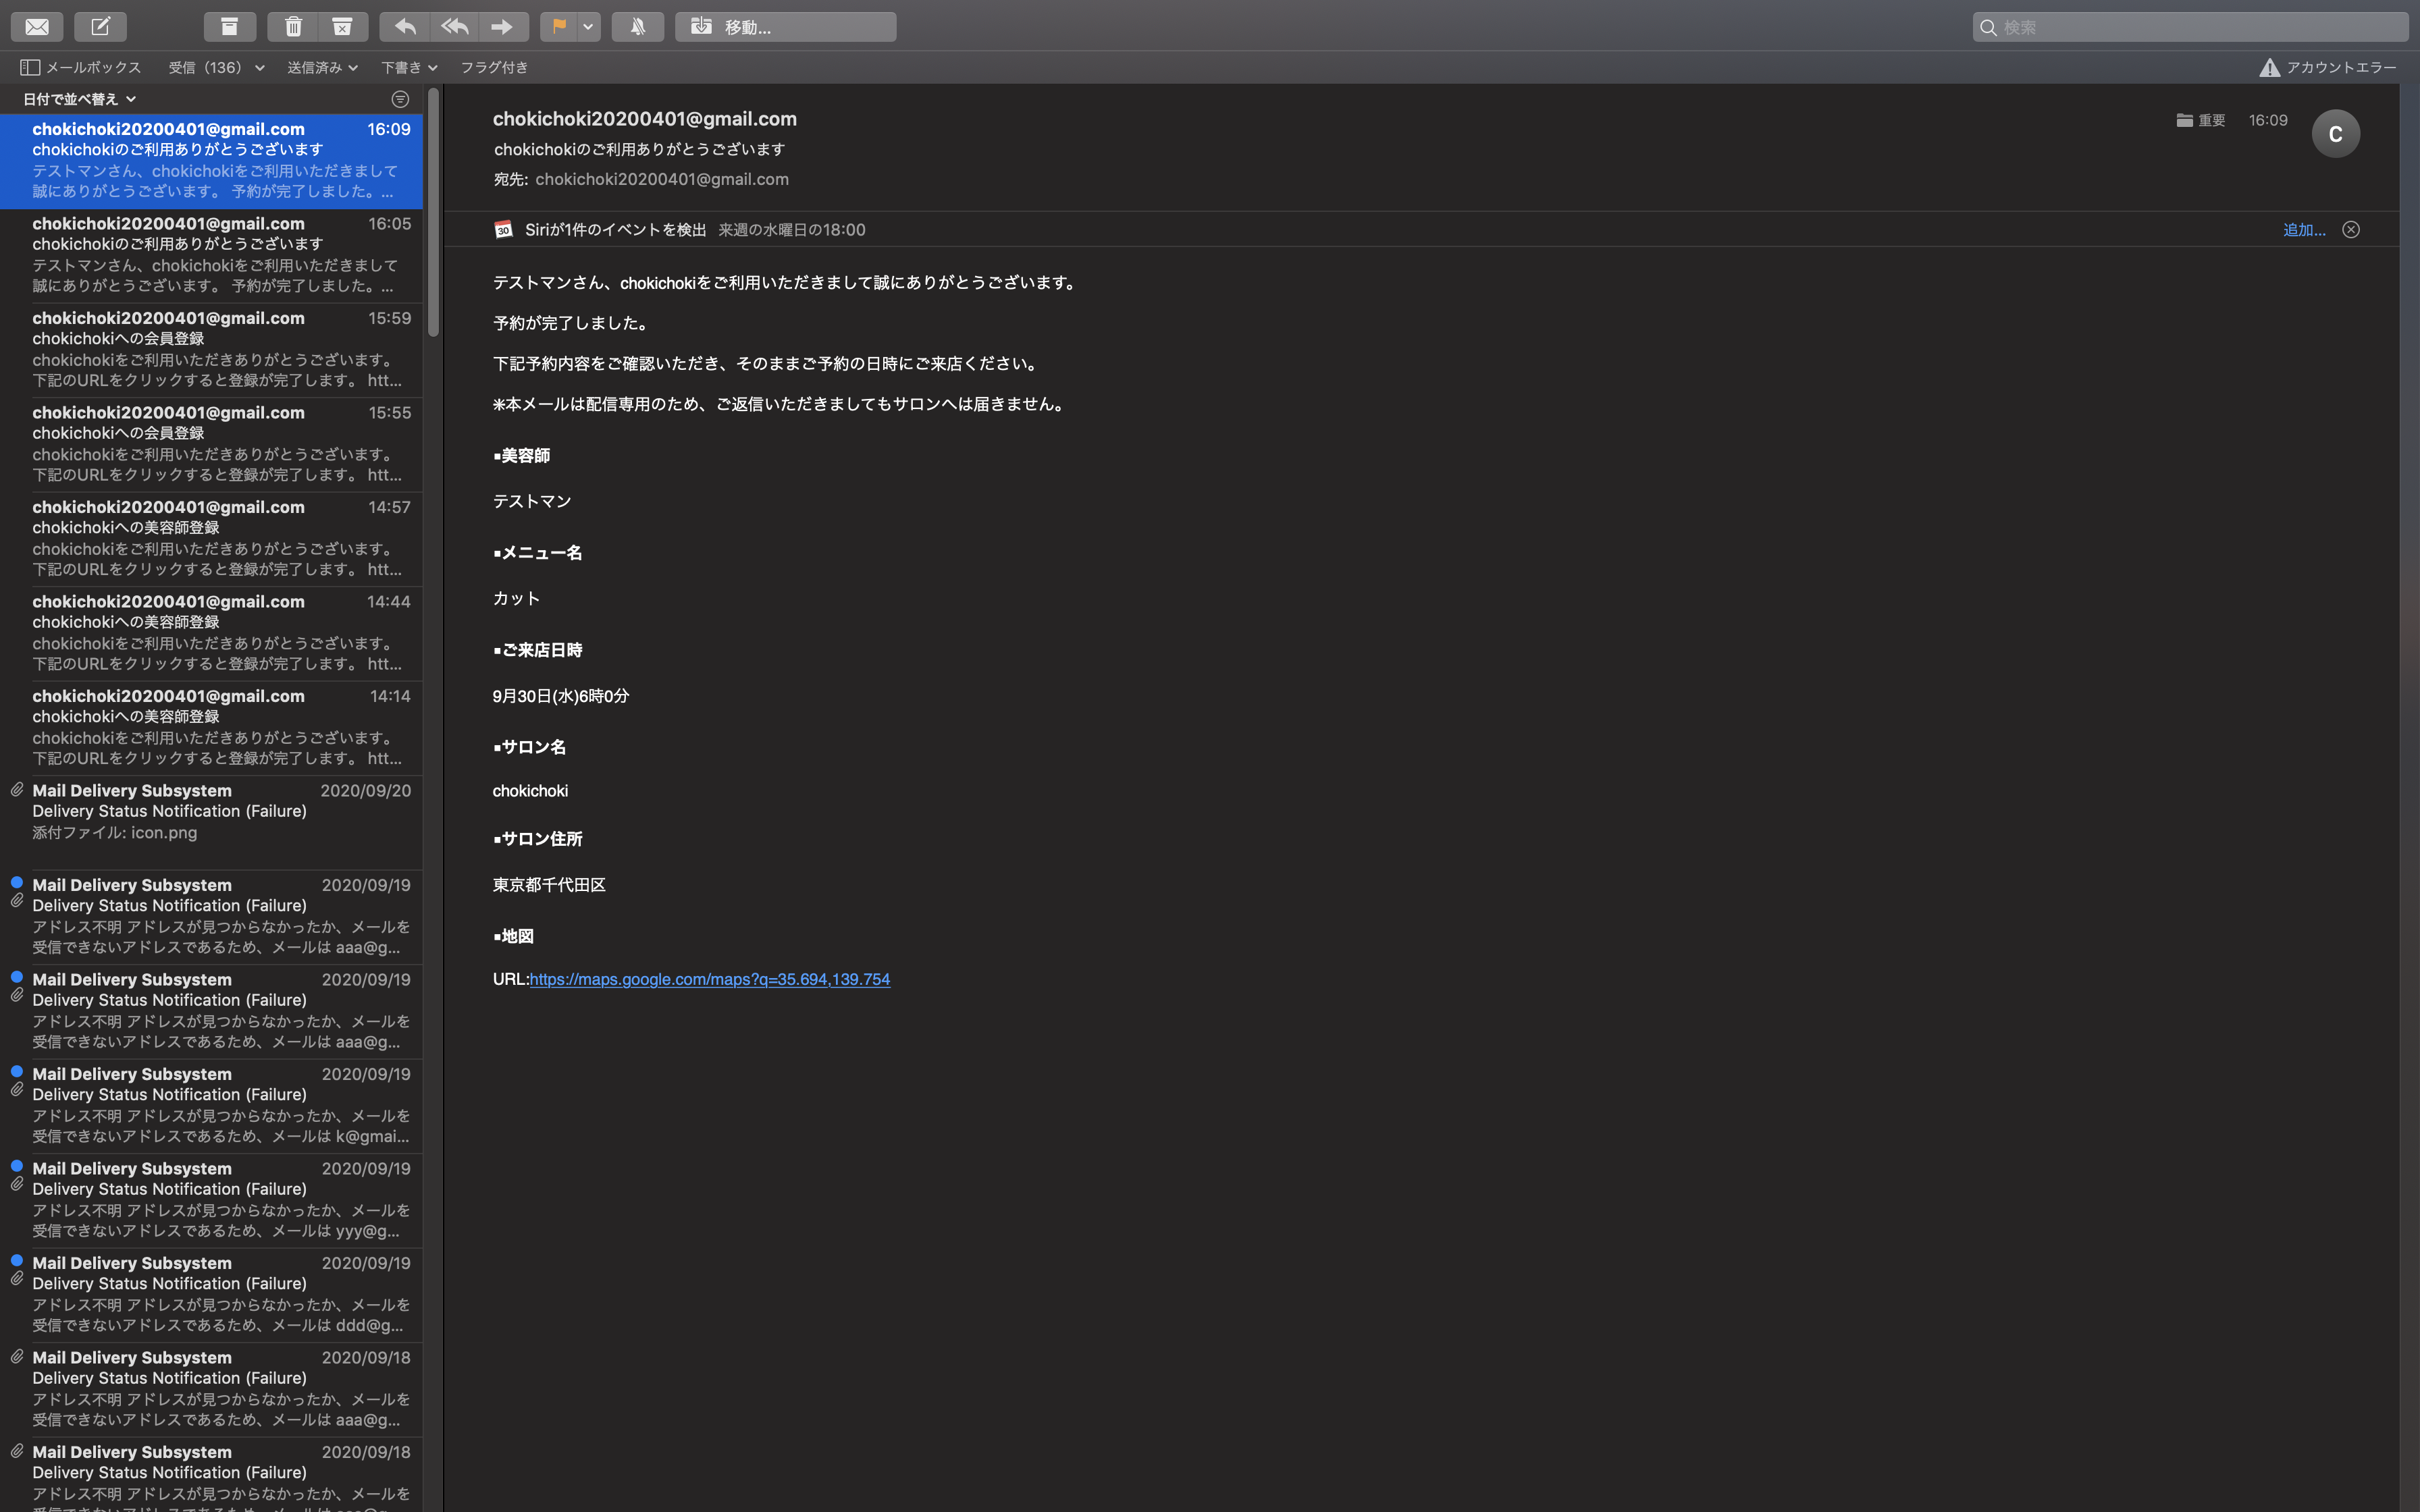 移動...
検索
メールボックス 受信（136） 送信済み 下書き フラグ付き
アカウントエラー
日付で並べ替え
chokichoki20200401@gmail.com 16:09
chokichokiのご利用ありがとうございます
テストマンさん、chokichokiをご利用いただきまして
誠にありがとうございます。 予約が完了しました。...
chokichoki20200401@gmail.com 16:05
chokichokiのご利用ありがとうございます
テストマンさん、chokichokiをご利用いただきまして
誠にありがとうございます。 予約が完了しました。...
chokichoki20200401@gmail.com 15:59
chokichokiへの会員登録
chokichokiをご利用いただきありがとうございます。
下記のURLをクリックすると登録が完了します。 htt...
chokichoki20200401@gmail.com 15:55
chokichokiへの会員登録
chokichokiをご利用いただきありがとうございます。
下記のURLをクリックすると登録が完了します。 htt...
chokichoki20200401@gmail.com 14:57
chokichokiへの美容師登録
chokichokiをご利用いただきありがとうございます。
下記のURLをクリックすると登録が完了します。 htt...
chokichoki20200401@gmail.com 14:44
chokichokiへの美容師登録
chokichokiをご利用いただきありがとうございます。
下記のURLをクリックすると登録が完了します。 htt...
chokichoki20200401@gmail.com 14:14
chokichokiへの美容師登録
chokichokiをご利用いただきありがとうございます。
下記のURLをクリックすると登録が完了します。 htt...
Mail Delivery Subsystem 2020/09/20
Delivery Status Notification (Failure)
添付ファイル: icon.png
Mail Delivery Subsystem 2020/09/19
Delivery Status Notification (Failure)
アドレス不明 アドレスが見つからなかったか、メールを
受信できないアドレスであるため、メールは aaa@g...
Mail Delivery Subsystem 2020/09/19
Delivery Status Notification (Failure)
アドレス不明 アドレスが見つからなかったか、メールを
受信できないアドレスであるため、メールは aaa@g...
Mail Delivery Subsystem 2020/09/19
Delivery Status Notification (Failure)
アドレス不明 アドレスが見つからなかったか、メールを
受信できないアドレスであるため、メールは k@gmai...
Mail Delivery Subsystem 2020/09/19
Delivery Status Notification (Failure)
アドレス不明 アドレスが見つからなかったか、メールを
受信できないアドレスであるため、メールは yyy@g...
Mail Delivery Subsystem 2020/09/19
Delivery Status Notification (Failure)
アドレス不明 アドレスが見つからなかったか、メールを
受信できないアドレスであるため、メールは ddd@g...
Mail Delivery Subsystem 2020/09/18
Delivery Status Notification (Failure)
アドレス不明 アドレスが見つからなかったか、メールを
受信できないアドレスであるため、メールは aaa@g...
Mail Delivery Subsystem 2020/09/18
Delivery Status Notification (Failure)
アドレス不明 アドレスが見つからなかったか、メールを
chokichoki20200401@gmail.com
重要 16:09
C
chokichokiのご利用ありがとうございます
宛先: chokichoki20200401@gmail.com
30 Siriが1件のイベントを検出 来週の水曜日の18:00
追加...
テストマンさん、chokichokiをご利用いただきまして誠にありがとうございます。
予約が完了しました。
下記予約内容をご確認いただき、そのままご予約の日時にご来店ください。
※本メールは配信専用のため、ご返信いただきましてもサロンへは届きません。
▪美容師
テストマン
▪メニュー名
カット
▪ご来店日時
9月30日(水)6時0分
▪サロン名
chokichoki
▪サロン住所
東京都千代田区
▪地図
URL:https://maps.google.com/maps?q=35.694,139.754